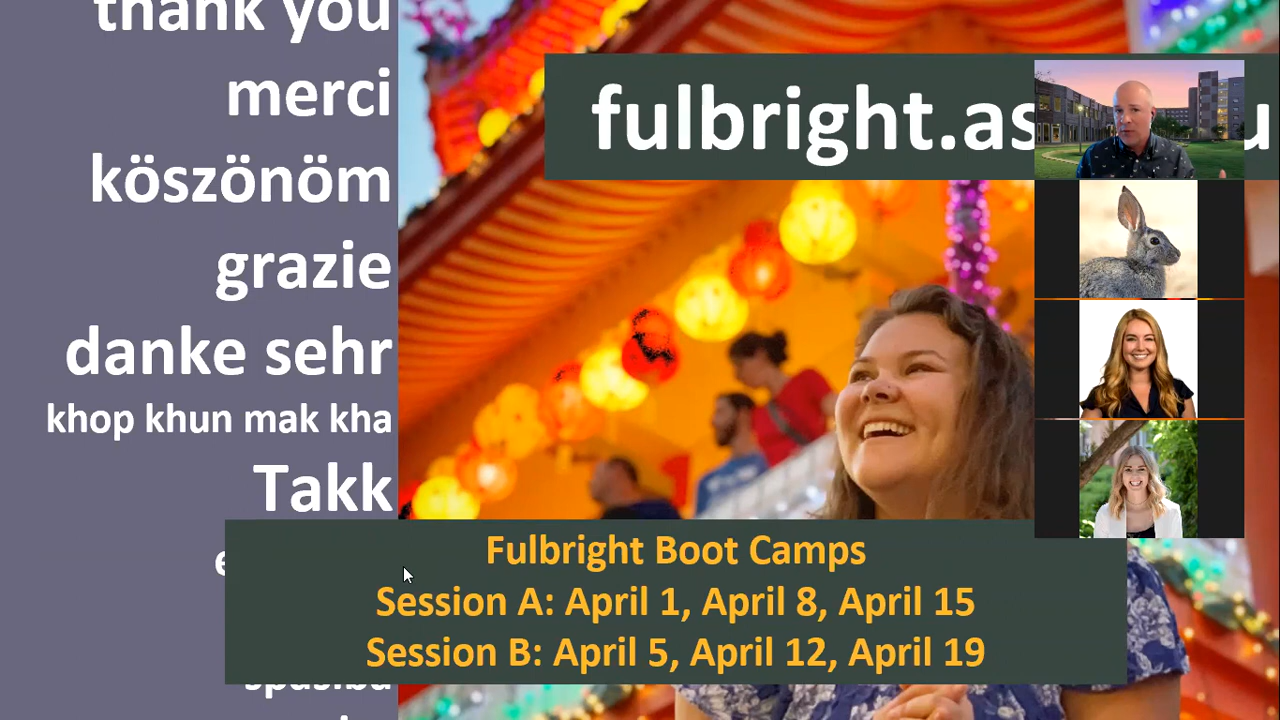 thank you
merci
köszönöm
grazie
danke sehr
khop khun mak kha
Takk
fulbright.as
Fulbright Boot Camps
Session A: April 1, April 8, April 15
Session B: April 5, April 12, April 19